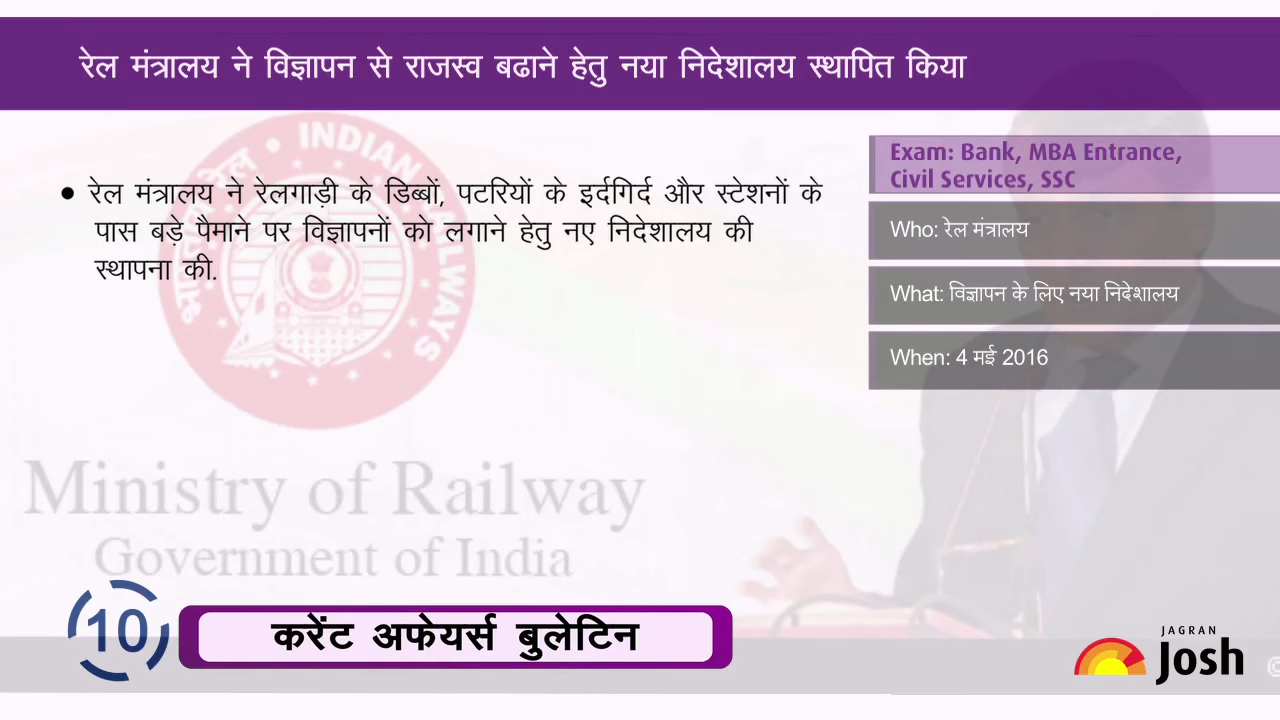 रेल मंत्रालय ने विज्ञापन से राजस्व बढाने हेतु नया निदेशालय स्थापित किया
• रेल मंत्रालय ने रेलगाड़ी के डिब्बों, पटरियों के इर्दगिर्द और स्टेशनों के
पास बड़े पैमाने पर विज्ञापनों को लगाने हेतु नए निदेशालय की
स्थापना की.
Exam: Bank, MBA Entrance,
Civil Services, SSC
Who: रेल मंत्रालय
What: विज्ञापन के लिए नया निदेशालय
When: 4 मई 2016
भारतीय रेल • INDIAN RAILWAYS
Ministry of Railway
Government of India
10
करेंट अफेयर्स बुलेटिन
JAGRAN
Josh